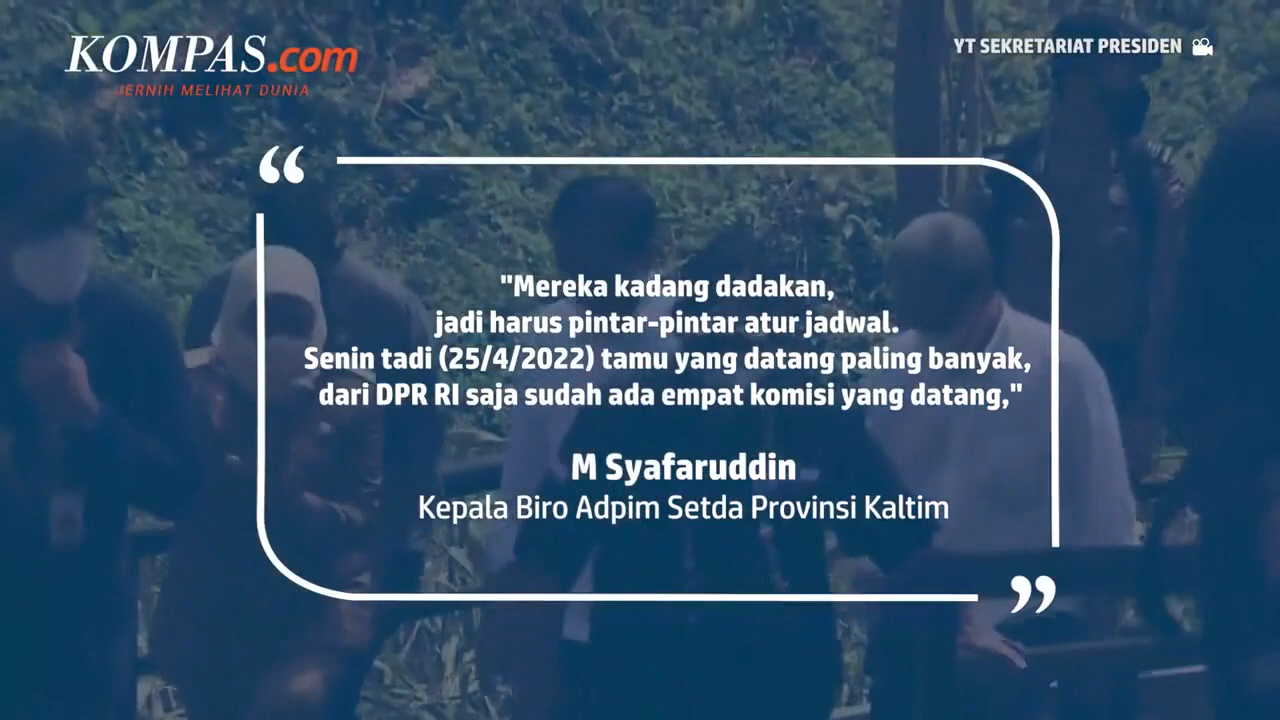 KOMPAS.com
JERNIH MELIHAT DUNIA
YT SEKRETARIAT PRESIDEN
“
"Mereka kadang dadakan,
jadi harus pintar-pintar atur jadwal.
Senin tadi (25/4/2022) tamu yang datang paling banyak,
dari DPR RI saja sudah ada empat komisi yang datang,"
M Syafaruddin
Kepala Biro Adpim Setda Provinsi Kaltim
”